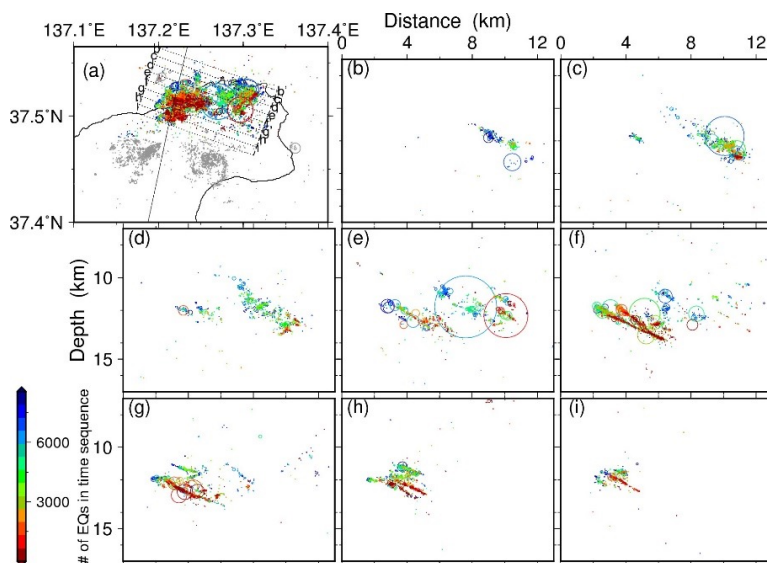 Distance (km)
137.1˚E 137.2˚E 137.3˚E 137.4˚E
0 4 8 12 0 4 8 12
37.5˚N
37.4˚N
(a)
(b)
(c)
(d)
(e)
(f)
(g)
(h)
(i)
Depth (km)
10
15
10
15
# of EQs in time sequence
6000
3000